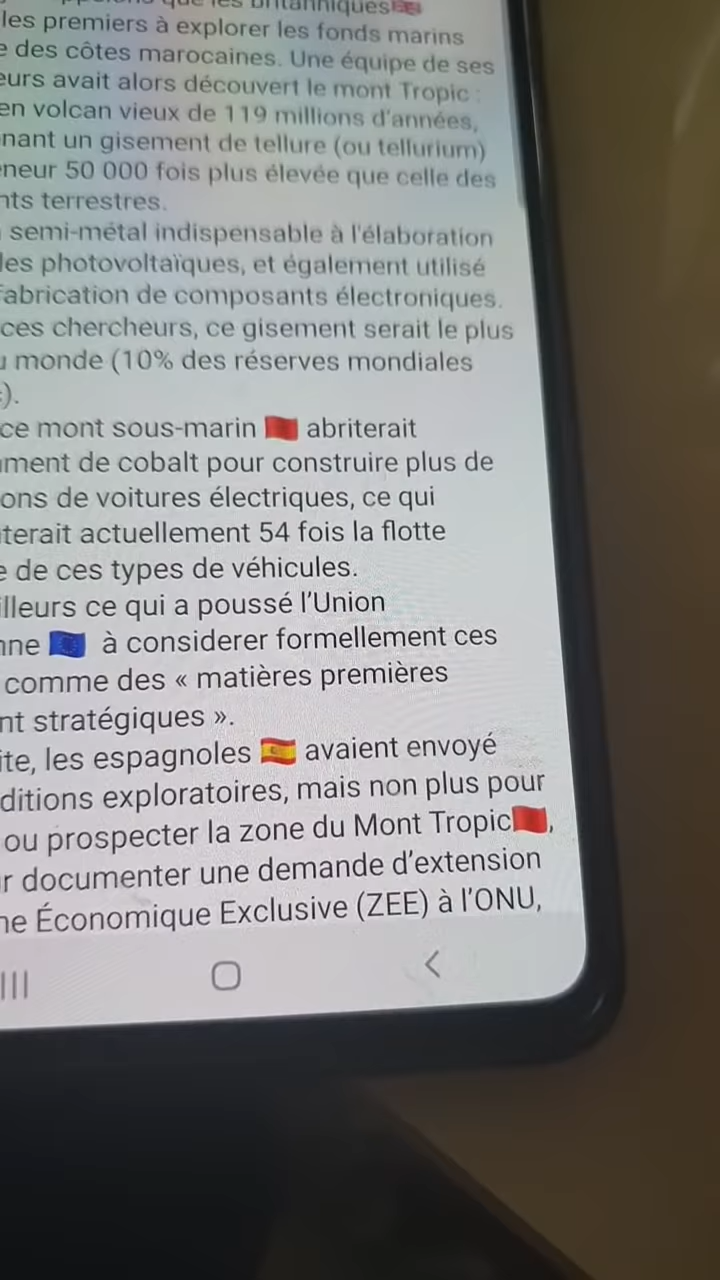 que les Britanniques🇬🇧
les premiers à explorer les fonds marins
des côtes marocaines. Une équipe de ses
eurs avait alors découvert le mont Tropic :
en volcan vieux de 119 millions d'années,
nant un gisement de tellure (ou tellurium)
neur 50 000 fois plus élevée que celle des
nts terrestres.
semi-métal indispensable à l'élaboration
les photovoltaïques, et également utilisé
fabrication de composants électroniques.
ces chercheurs, ce gisement serait le plus
u monde (10% des réserves mondiales
).
ce mont sous-marin 🇲🇦 abriterait
ment de cobalt pour construire plus de
ons de voitures électriques, ce qui
terait actuellement 54 fois la flotte
e de ces types de véhicules.
illeurs ce qui a poussé l'Union
nne 🇪🇺 à considerer formellement ces
comme des « matières premières
nt stratégiques ».
ite, les espagnoles 🇪🇸 avaient envoyé
ditions exploratoires, mais non plus pour
ou prospecter la zone du Mont Tropic🇲🇦,
r documenter une demande d'extension
ne Économique Exclusive (ZEE) à l'ONU,